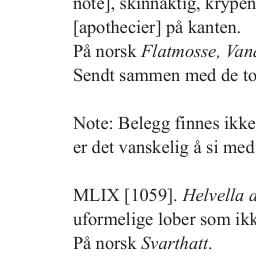 note], skinnaktig, krypen
[apothecier] på kanten.
På norsk Flatmosse,
Sendt sammen med de to
Note: Belegg finnes ikke
er det vanskelig å si med
MLIX [1059]. Helvella
uformelige lober som ikk
På norsk Svarthatt.